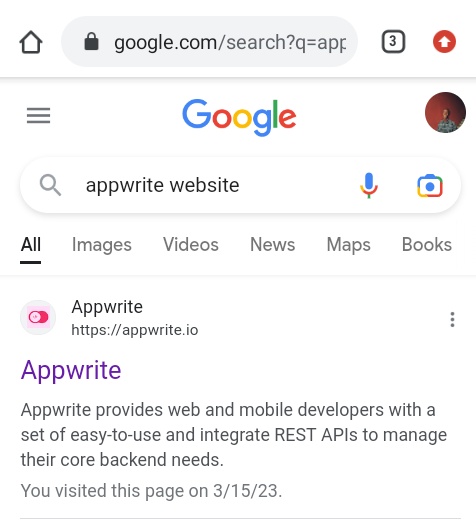 google.com/search?q=app
3
Google
appwrite website
All Images Videos News Maps Books
Appwrite
https://appwrite.io
Appwrite
Appwrite provides web and mobile developers with a
set of easy-to-use and integrate REST APIs to manage
their core backend needs.
You visited this page on 3/15/23.